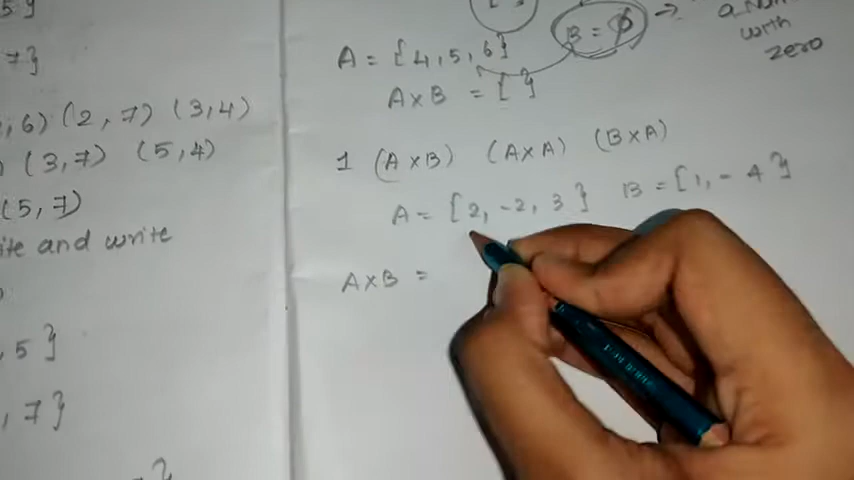 5}
7}
,6) (2,7) (3,4)
) (3,7) (5,4)
(5,7)
ite and write
,5}
,7}
B = φ →
a
with
zero
A = {4,5,6}
A×B = { }
1 (A×B) (A×A) (B×A)
A = {2,-2,3} B = {1,-4}
A×B =